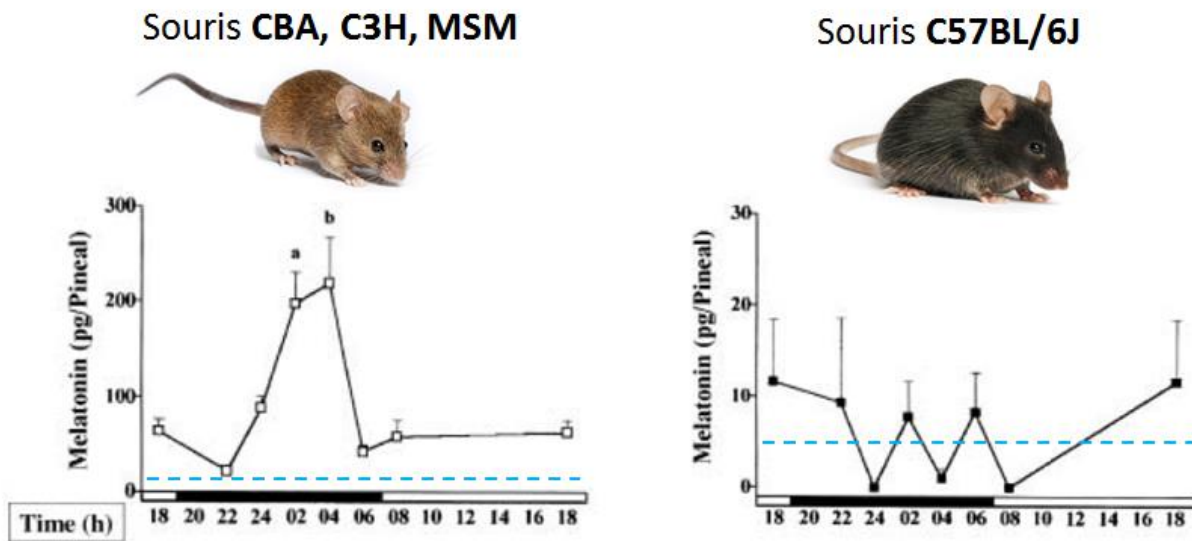 Souris CBA, C3H, MSM
Souris C57BL/6J
Melatonin (pg/Pineal)
300
200
100
0
a
b
Time (h)
18 20 22 24 02 04 06 08 10 12 14 16 18
Melatonin (pg/Pineal)
30
20
10
0
18 20 22 24 02 04 06 08 10 12 14 16 18